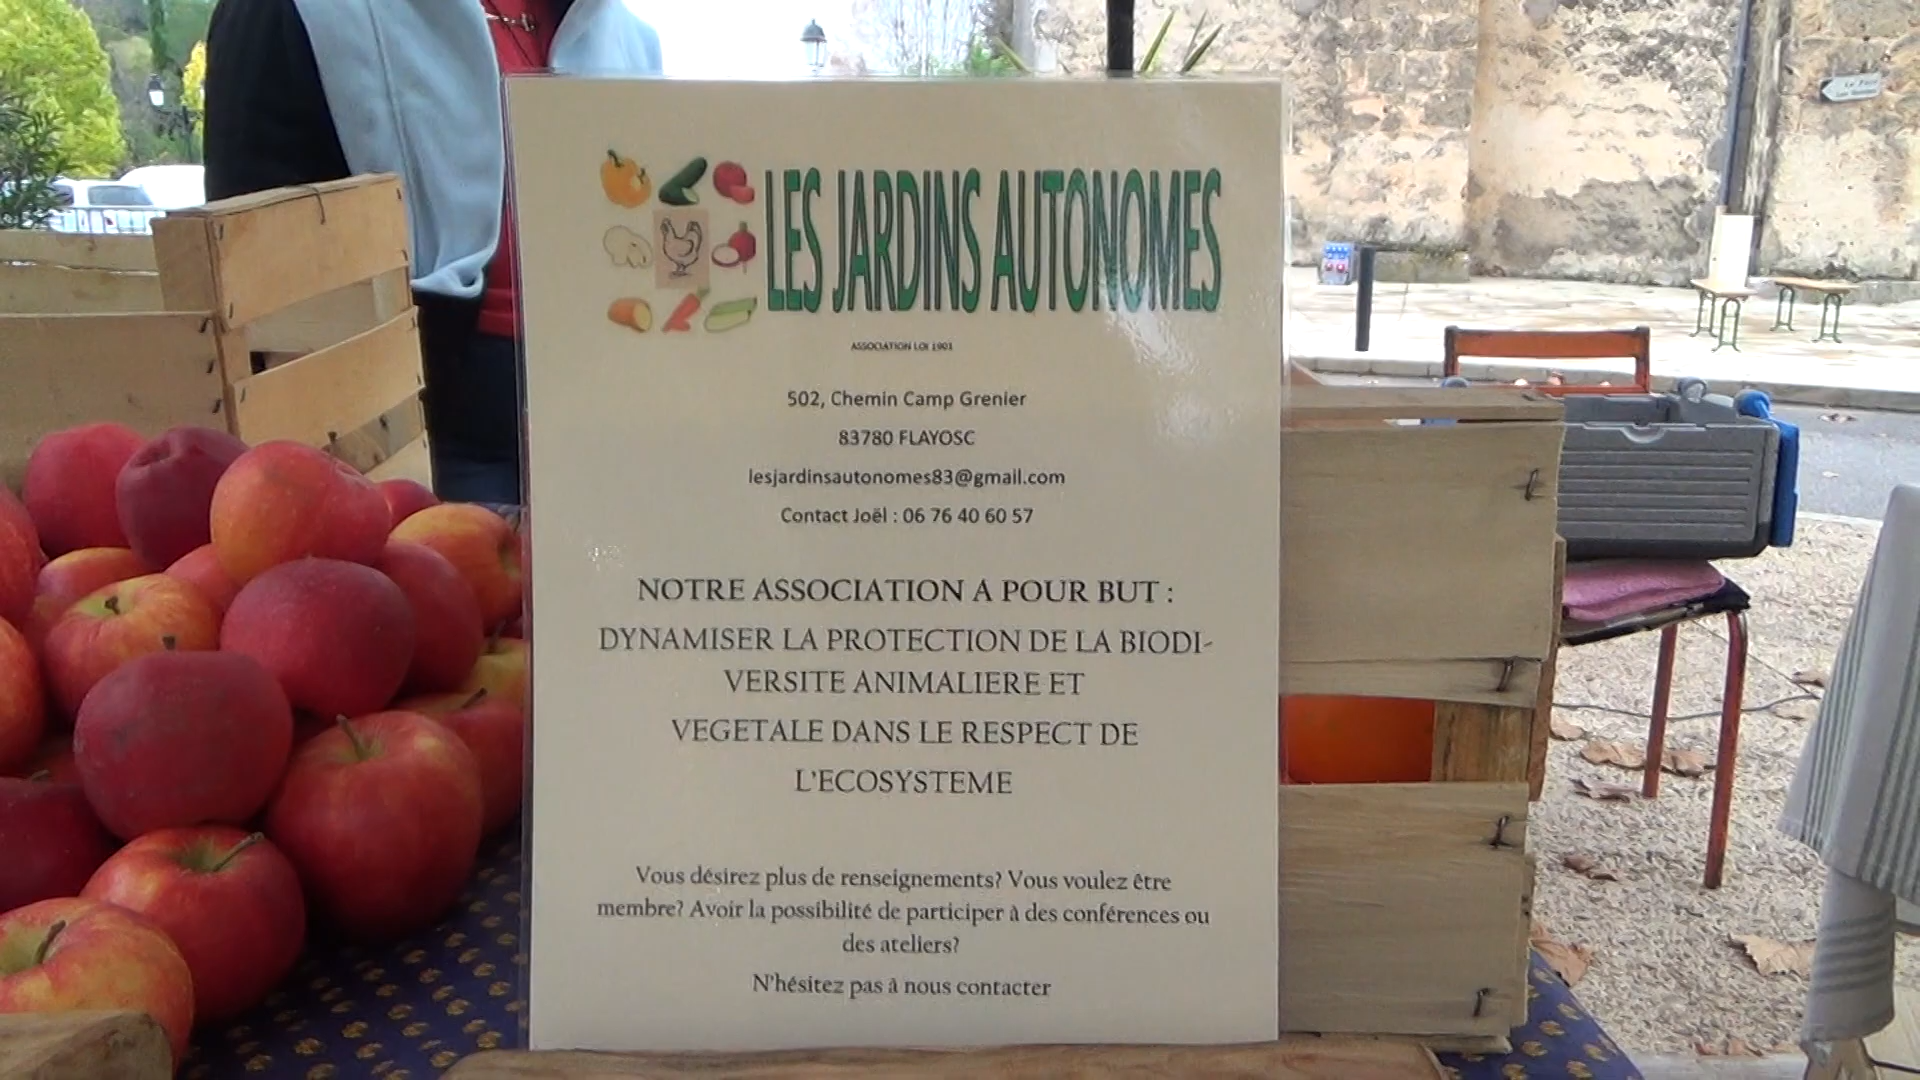 LES JARDINS AUTONOMES
ASSOCIATION LOI 1901
502, Chemin Camp Grenier
83780 FLAYOSC
lesjardinsautonomes83@gmail.com
Contact Joël : 06 76 40 60 57
NOTRE ASSOCIATION A POUR BUT :
DYNAMISER LA PROTECTION DE LA BIODI-
VERSITE ANIMALIERE ET
VEGETALE DANS LE RESPECT DE
L'ECOSYSTEME
Vous désirez plus de renseignements? Vous voulez être
membre? Avoir la possibilité de participer à des conférences ou
des ateliers?
N'hésitez pas à nous contacter